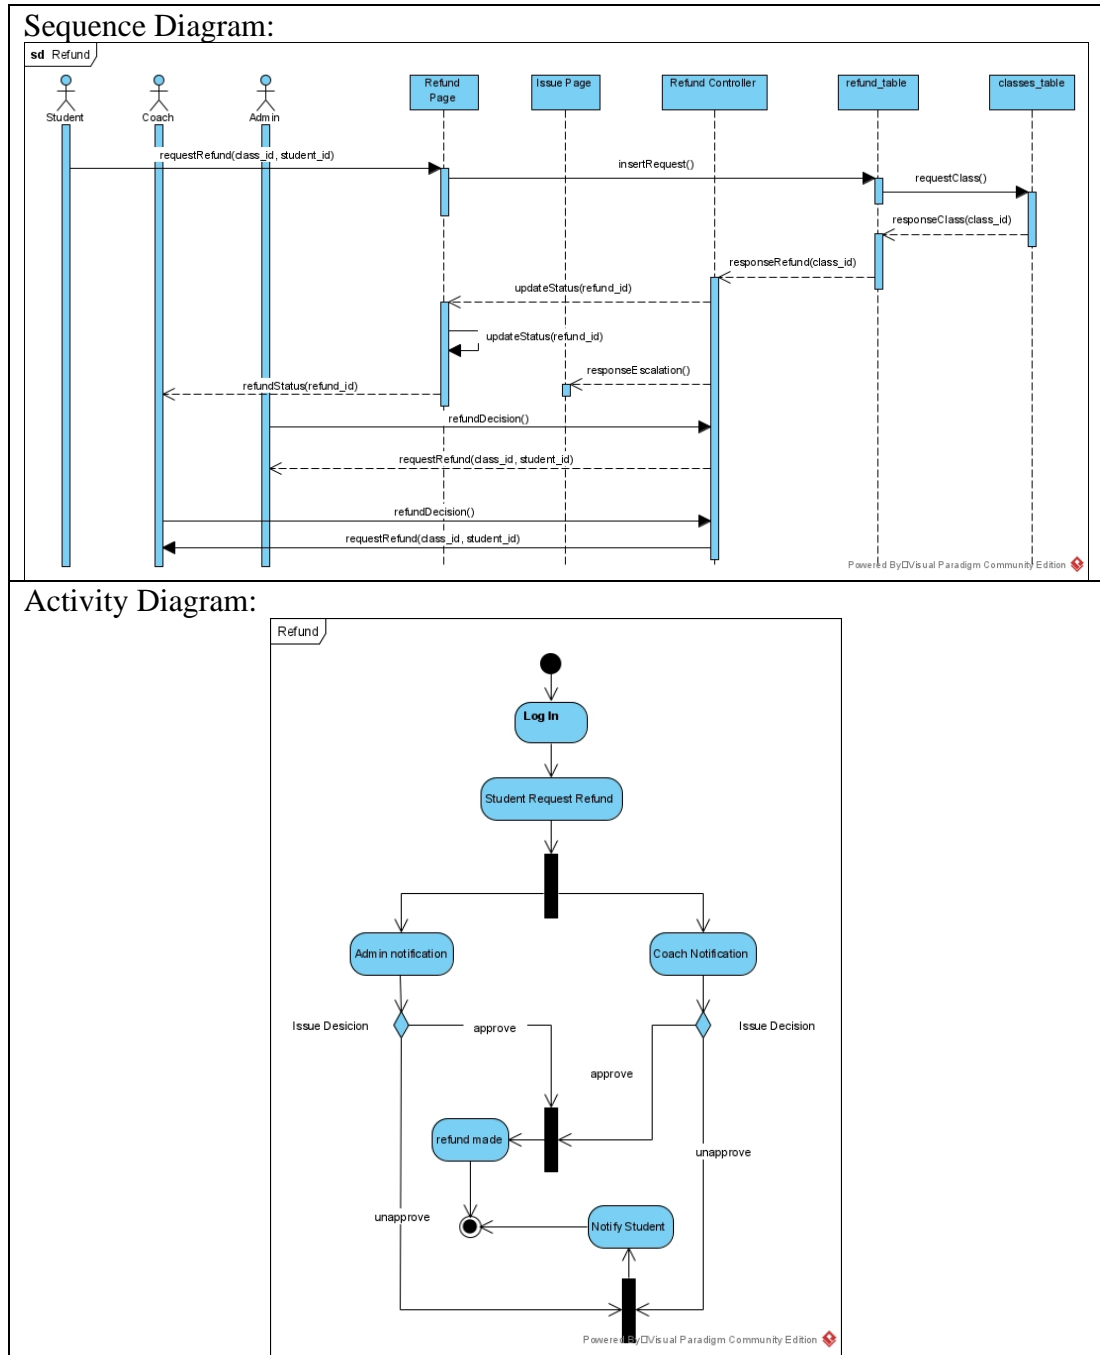 Sequence Diagram:
sd Refund
Student
Coach
Admin
Refund
Page
Issue Page
Refund Controller
refund_table
classes_table
requestRefund(class_id, student_id)
insertRequest()
requestClass()
responseClass(class_id)
responseRefund(class_id)
updateStatus(refund_id)
updateStatus(refund_id)
responseEscalation()
refundStatus(refund_id)
refundDecision()
requestRefund(class_id, student_id)
refundDecision()
requestRefund(class_id, student_id)
Powered By□Visual Paradigm Community Edition
Activity Diagram:
Refund
Log In
Student Request Refund
Admin notification
Coach Notification
Issue Desicion
approve
Issue Decision
approve
refund made
unapprove
unapprove
Notify Student
Powered By□Visual Paradigm Community Edition